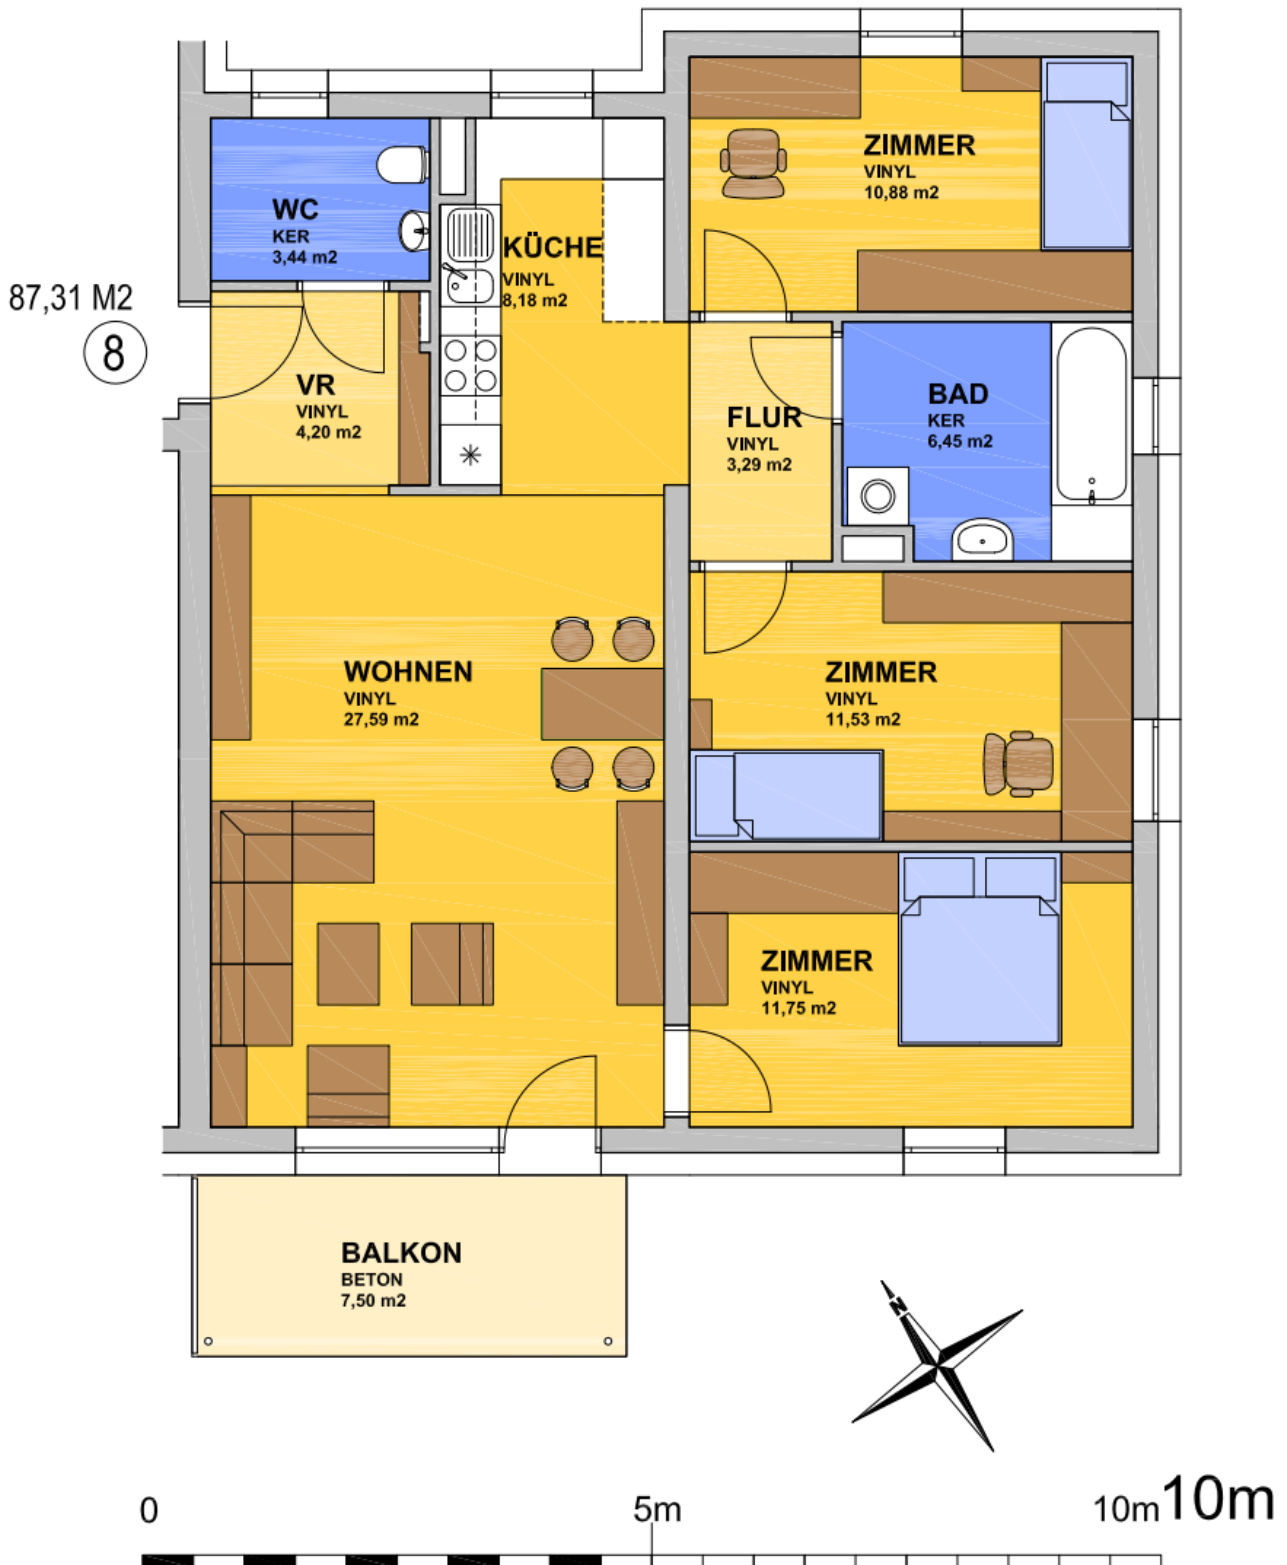 ZIMMER
VINYL
10,88 m2
WC
KER
3,44 m2
KÜCHE
VINYL
8,18 m2
87,31 M2
8
VR
VINYL
4,20 m2
FLUR
VINYL
3,29 m2
BAD
KER
6,45 m2
WOHNEN
VINYL
27,59 m2
ZIMMER
VINYL
11,53 m2
ZIMMER
VINYL
11,75 m2
BALKON
BETON
7,50 m2
N
0
5m
10m
10m